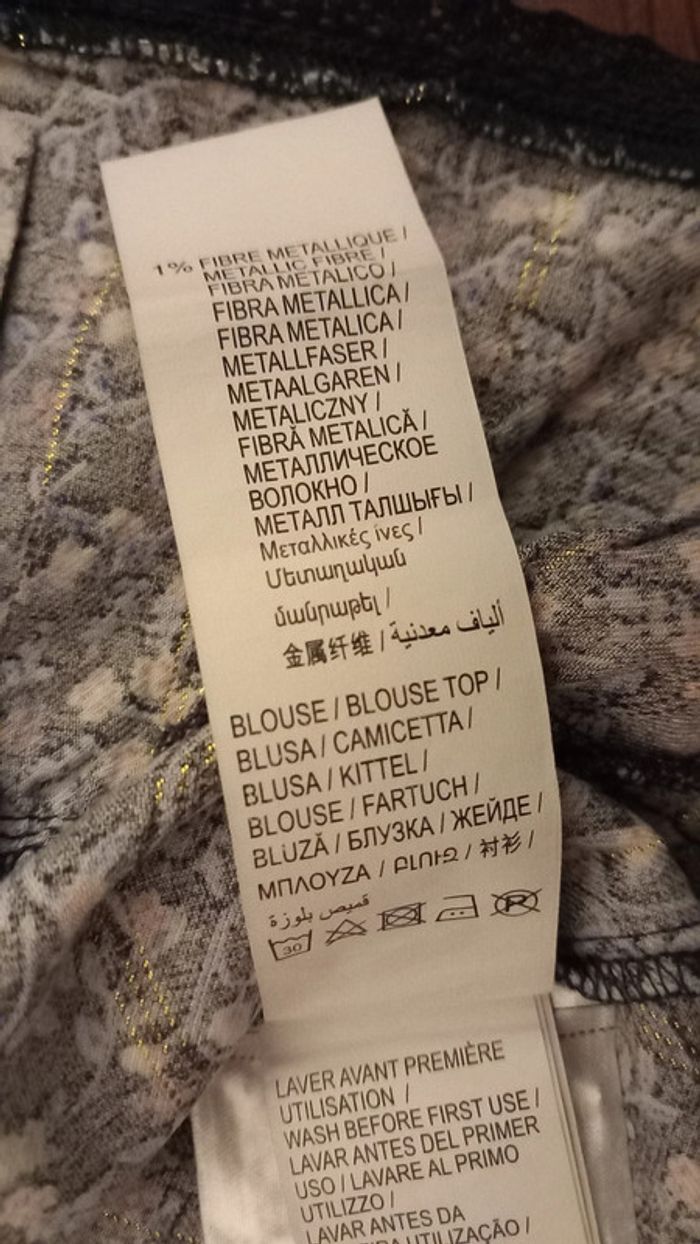 1% FIBRE METALLIQUE /
METALLIC FIBRE /
FIBRA METALICO /
FIBRA METALLICA /
FIBRA METALICA /
METALLFASER /
METAALGAREN /
METALICZNY /
FIBRĂ METALICĂ /
МЕТАЛЛИЧЕСКОЕ
ВОЛОКНО /
МЕТАЛЛ ТАЛШЫҒЫ /
Μεταλλικές ίνες /
Մետաղական
մանրաթել /
金属纤维 / ألياف معدنية
BLOUSE / BLOUSE TOP /
BLUSA / CAMICETTA /
BLUSA / KITTEL /
BLOUSE / FARTUCH /
BLUZĂ / БЛУЗКА / ЖЕЙДЕ /
ΜΠΛΟΥΖΑ / ԲԼՈՒԶ / 衬衫 /
قميص بلوزة
30 P
LAVER AVANT PREMIÈRE
UTILISATION /
WASH BEFORE FIRST USE /
LAVAR ANTES DEL PRIMER
USO / LAVARE AL PRIMO
UTILIZZO /
LAVAR ANTES DA
UTILIZAÇÃO /